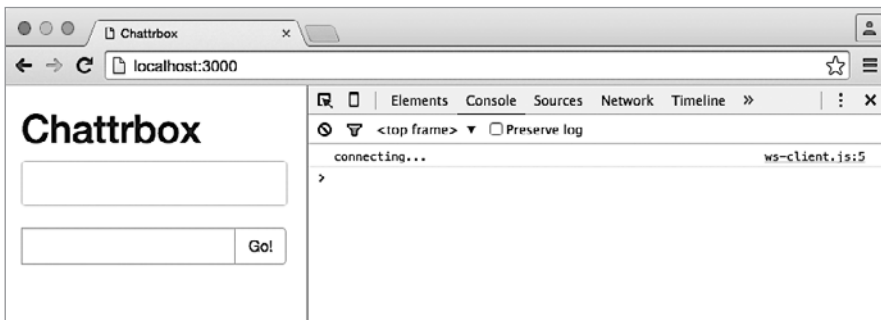 Chattrbox
localhost:3000
Elements Console Sources Network Timeline »
<top frame> ▼ Preserve log
connecting... ws-client.js:5
>
Chattrbox
Go!